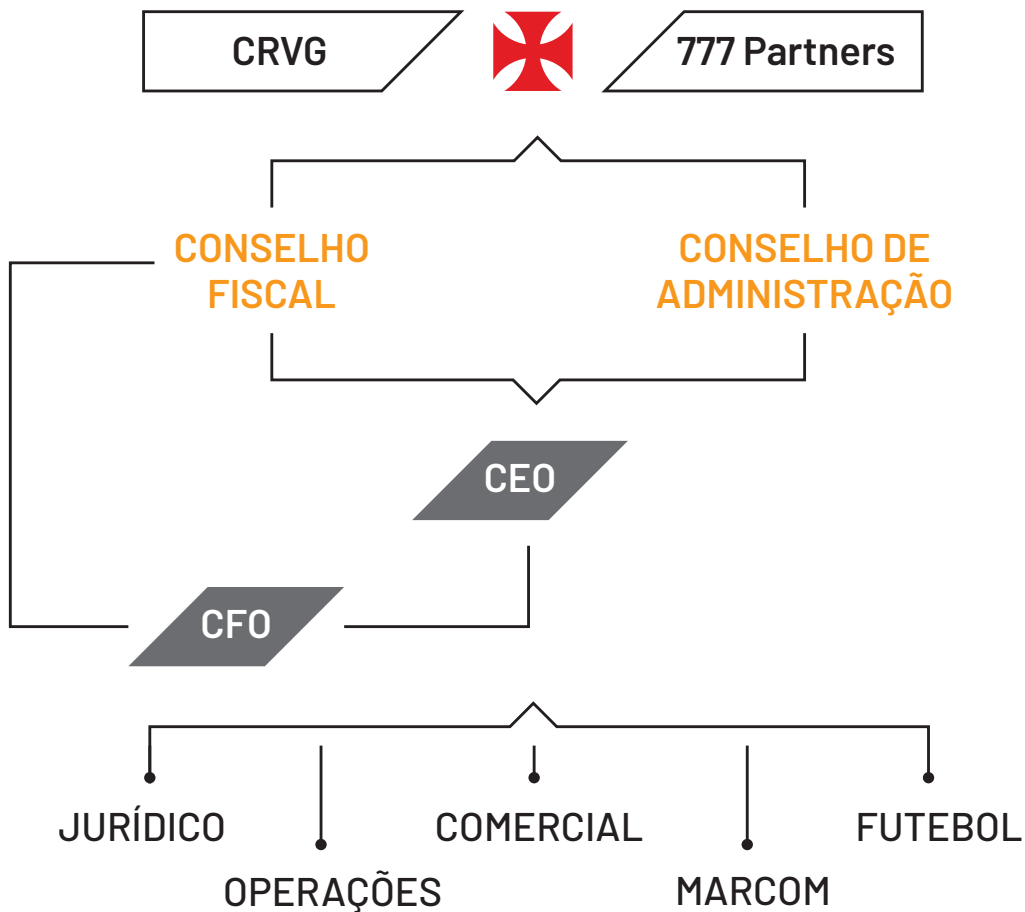 CRVG
777 Partners
CONSELHO
FISCAL
CONSELHO DE
ADMINISTRAÇÃO
CEO
CFO
JURÍDICO
COMERCIAL
FUTEBOL
OPERAÇÕES
MARCOM